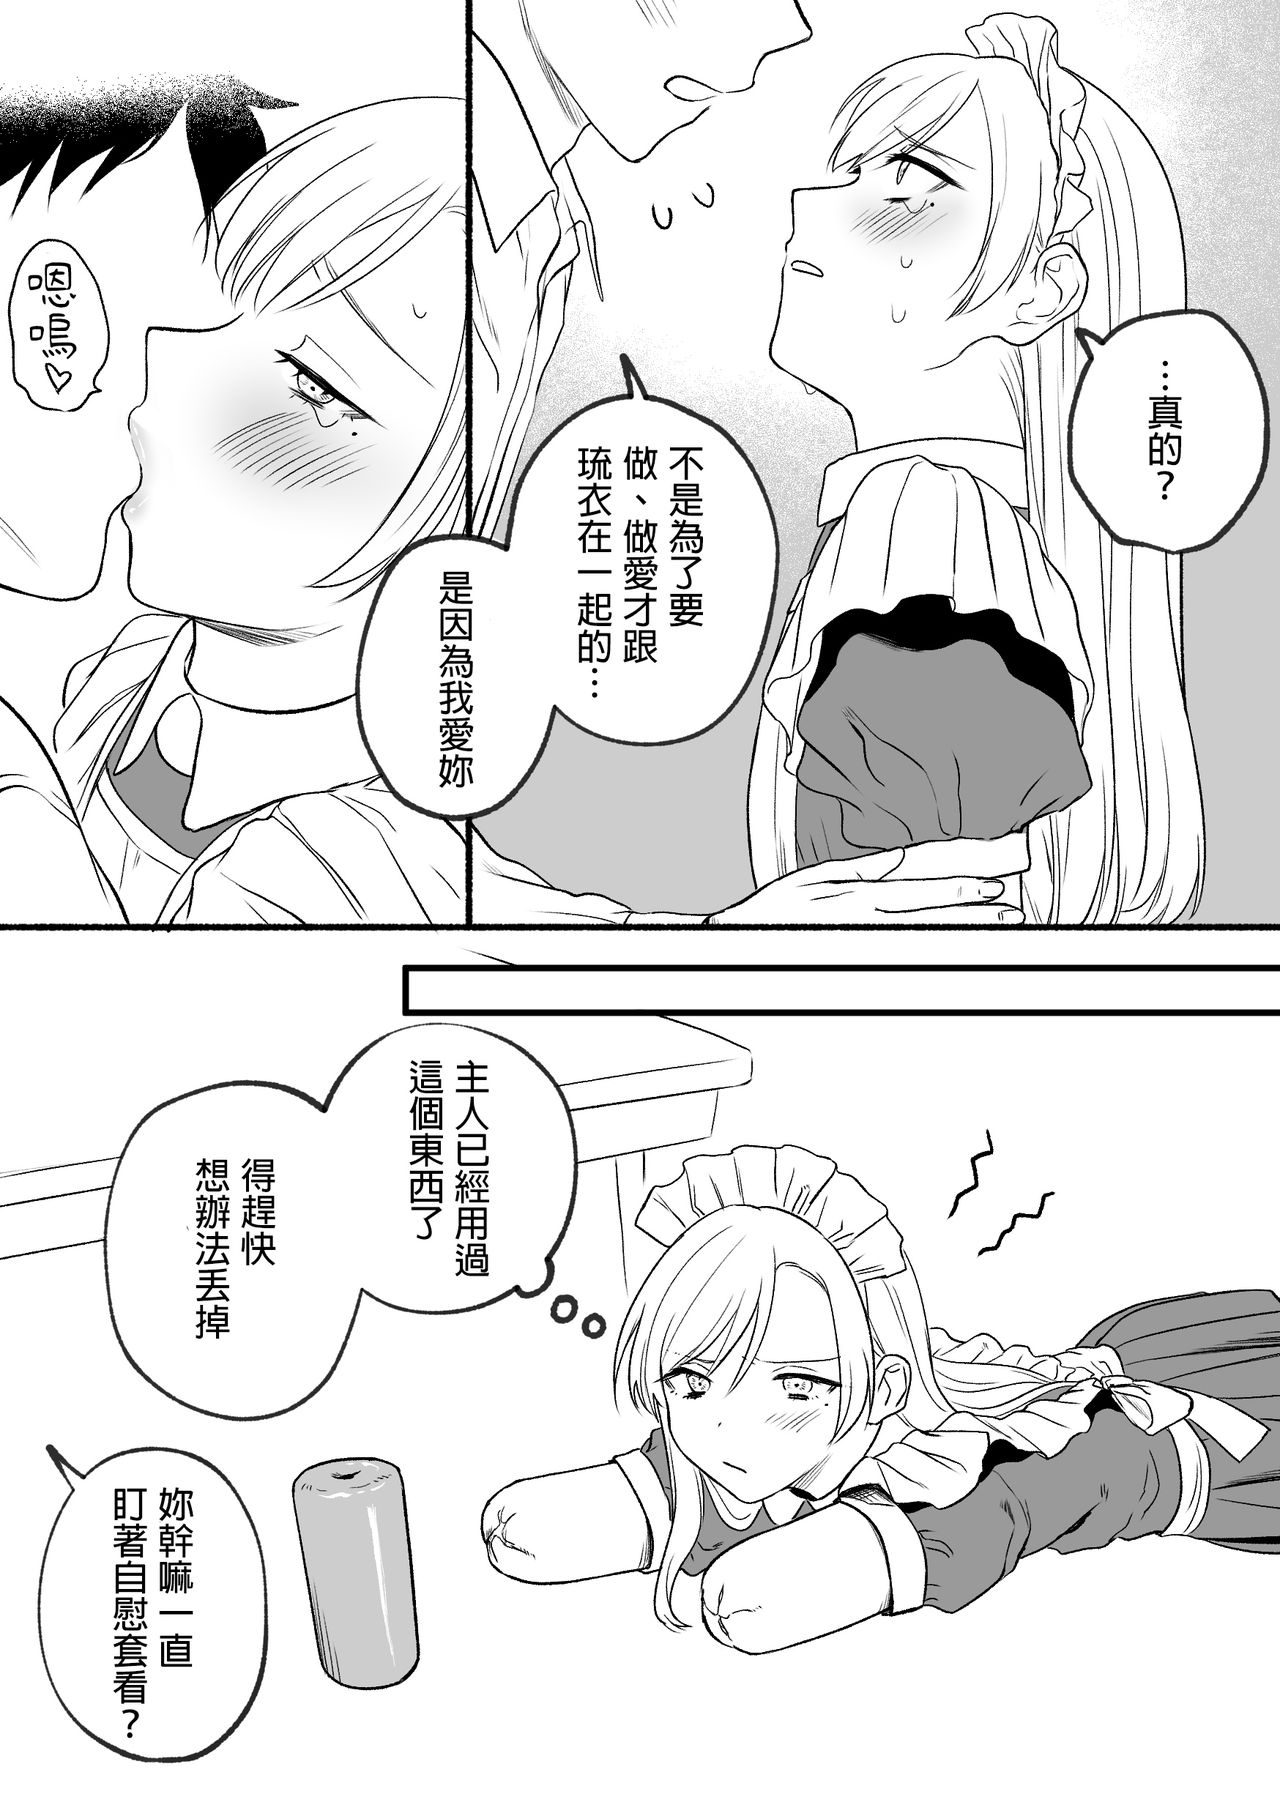 …真的？
不是為了要
做、做愛才跟
琉衣在一起的…
是因為我愛妳
嗯嗚♡
主人已經用過
這個東西了
得趕快
想辦法丟掉
妳幹嘛一直
盯著自慰套看？